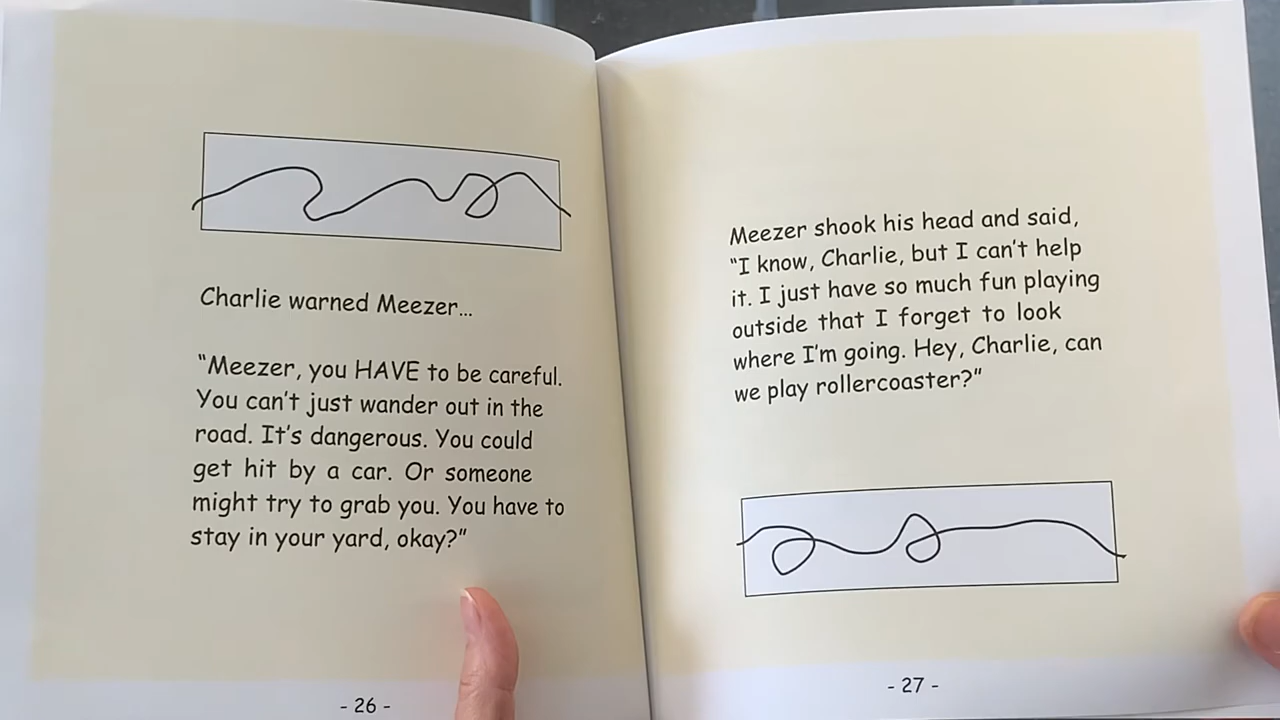 Charlie warned Meezer...
"Meezer, you HAVE to be careful.
You can't just wander out in the
road. It's dangerous. You could
get hit by a car. Or someone
might try to grab you. You have to
stay in your yard, okay?"
- 26 -
Meezer shook his head and said,
"I know, Charlie, but I can't help
it. I just have so much fun playing
outside that I forget to look
where I'm going. Hey, Charlie, can
we play rollercoaster?"
- 27 -